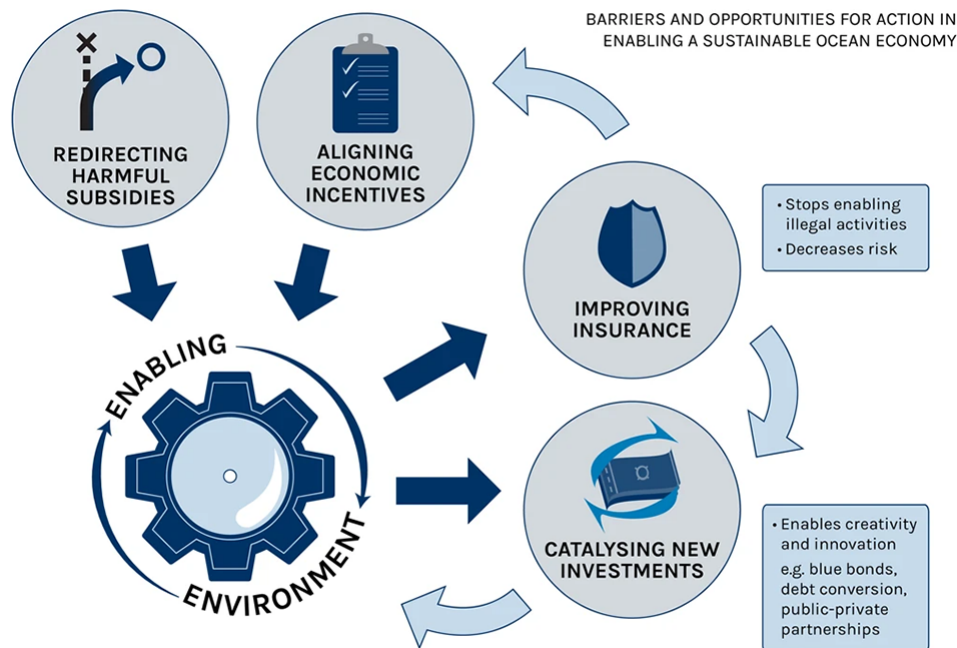 BARRIERS AND OPPORTUNITIES FOR ACTION IN
ENABLING A SUSTAINABLE OCEAN ECONOMY
REDIRECTING
HARMFUL
SUBSIDIES
ALIGNING
ECONOMIC
INCENTIVES
IMPROVING
INSURANCE
• Stops enabling
illegal activities
• Decreases risk
ENABLING
ENVIRONMENT
CATALYSING NEW
INVESTMENTS
• Enables creativity
and innovation
e.g. blue bonds,
debt conversion,
public-private
partnerships